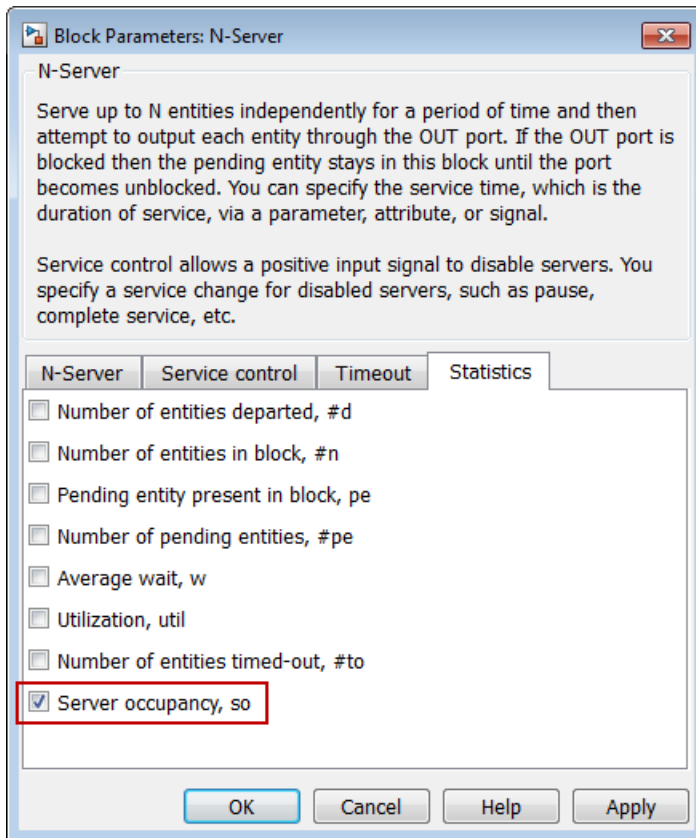 Block Parameters: N-Server
N-Server
Serve up to N entities independently for a period of time and then
attempt to output each entity through the OUT port. If the OUT port is
blocked then the pending entity stays in this block until the port
becomes unblocked. You can specify the service time, which is the
duration of service, via a parameter, attribute, or signal.
Service control allows a positive input signal to disable servers. You
specify a service change for disabled servers, such as pause,
complete service, etc.
N-Server Service control Timeout Statistics
Number of entities departed, #d
Number of entities in block, #n
Pending entity present in block, pe
Number of pending entities, #pe
Average wait, w
Utilization, util
Number of entities timed-out, #to
Server occupancy, so
OK Cancel Help Apply